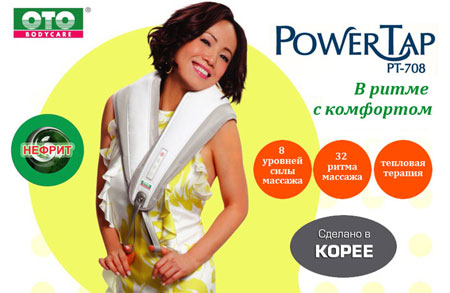 OTO®
BODYCARE
POWERTAP
PT-708
В ритме
с комфортом
НЕФРИТ
8
уровней
силы
массажа
32
ритма
массажа
тепловая
терапия
Сделано в
КОРЕЕ